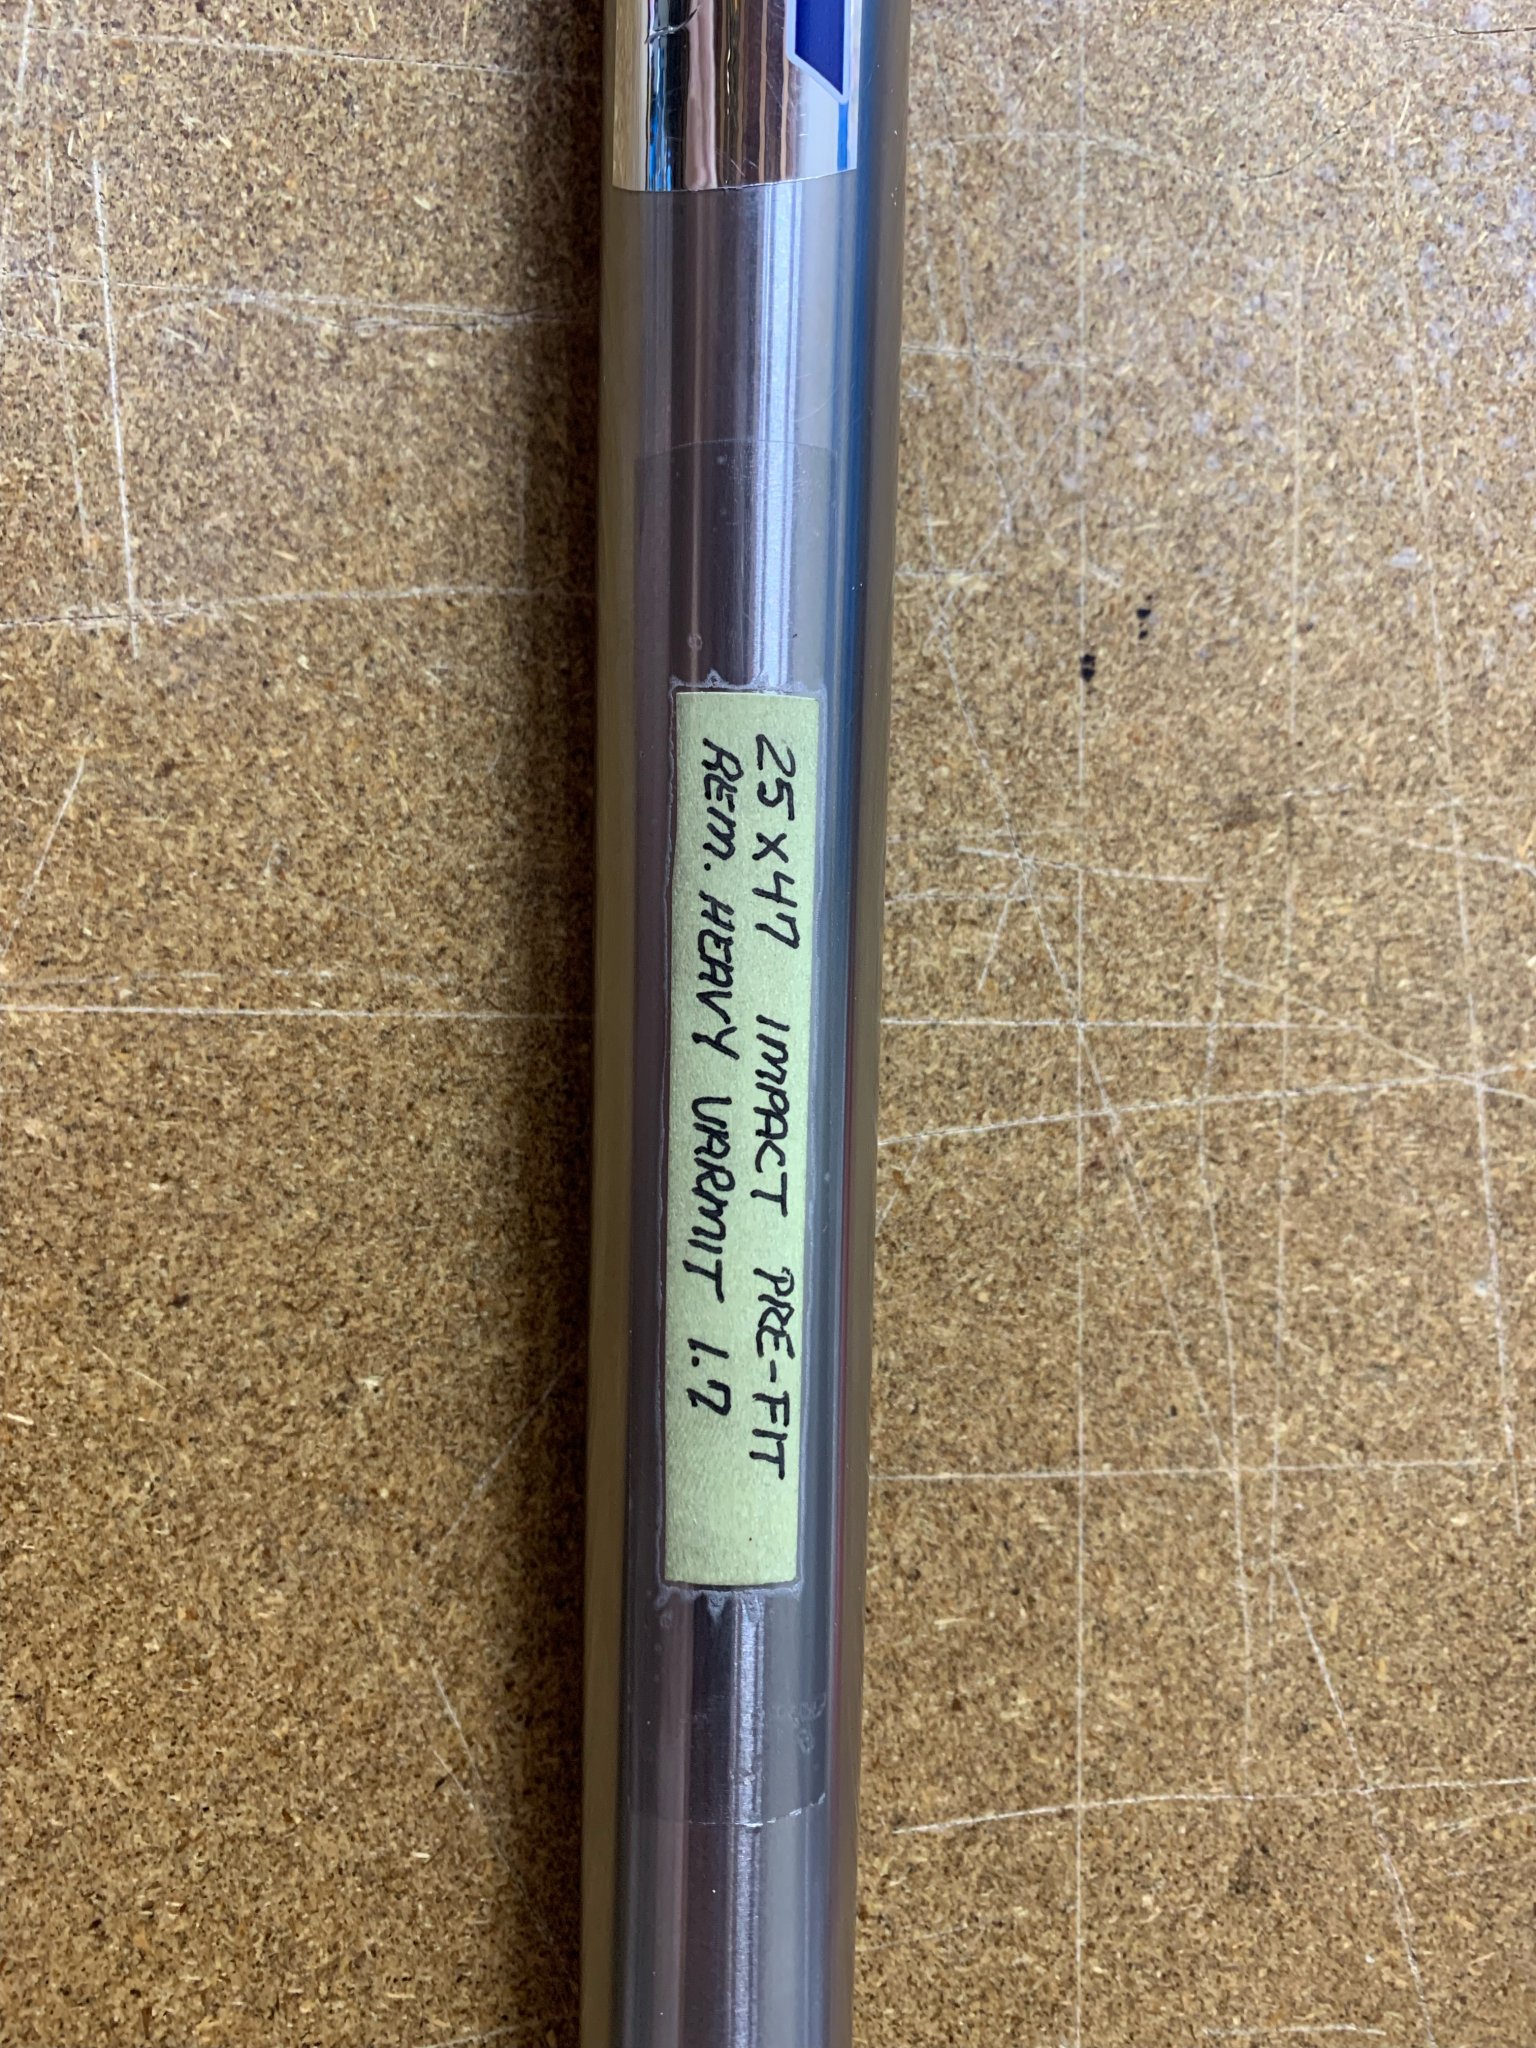 25x47 IMPACT PRE-FIT
REM. HEAVY VARMIT 1.7